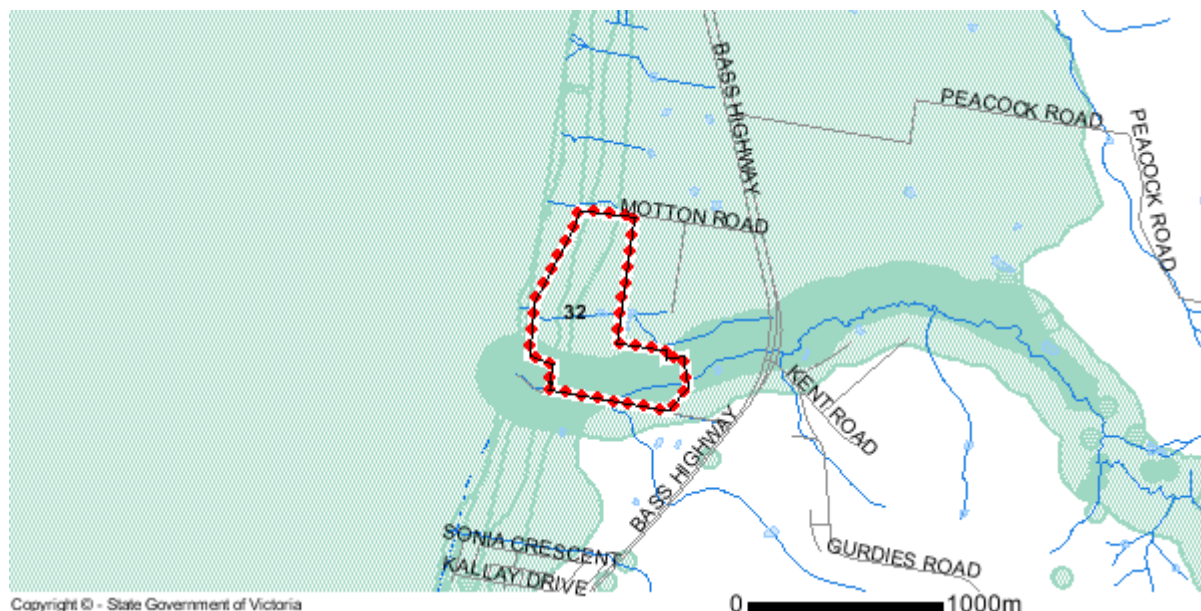 BASS HIGHWAY
PEACOCK ROAD
PEACOCK ROAD
MOTTON ROAD
32
KENT ROAD
BASS HIGHWAY
SONIA CRESCENT
GURDIES ROAD
KALLAY DRIVE
Copyright © - State Government of Victoria
0 1000m